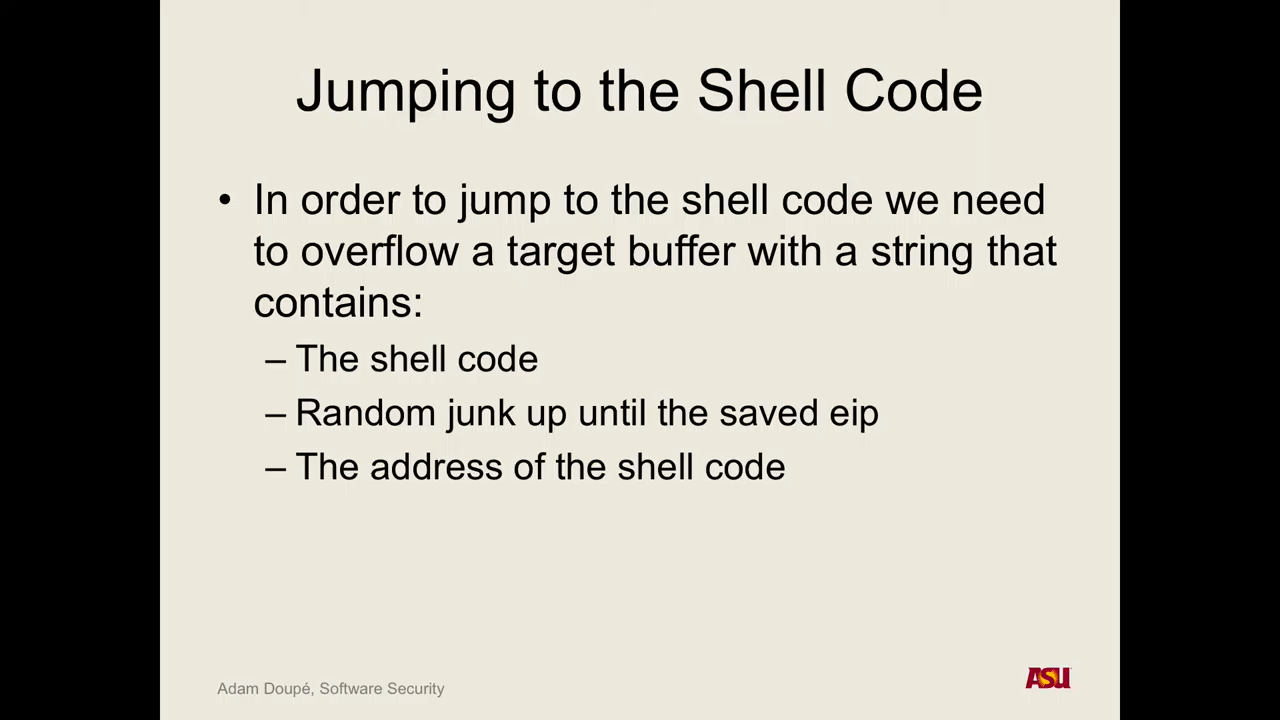 Jumping to the Shell Code
• In order to jump to the shell code we need
to overflow a target buffer with a string that
contains:
– The shell code
– Random junk up until the saved eip
– The address of the shell code
Adam Doupé, Software Security
ASU